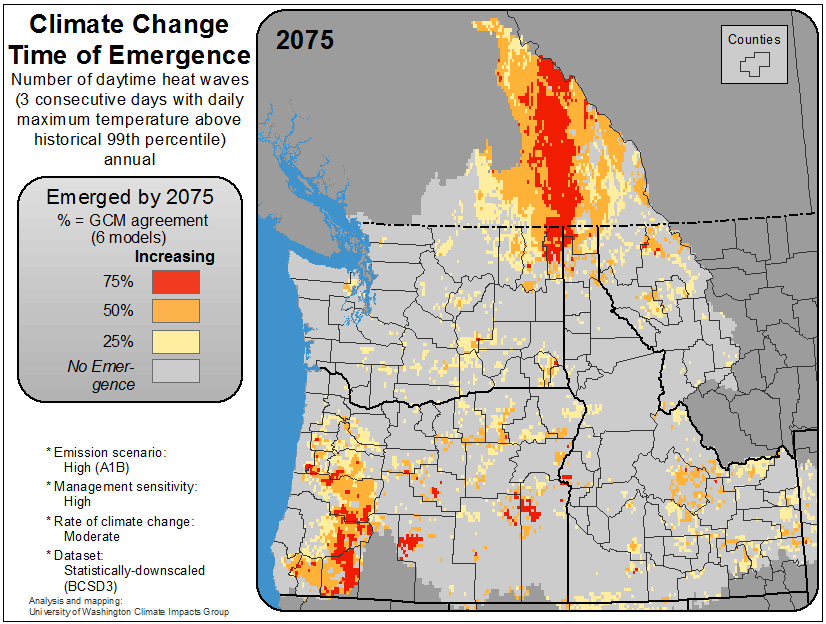 Climate Change
Time of Emergence
Number of daytime heat waves
(3 consecutive days with daily
maximum temperature above
historical 99th percentile)
annual
Emerged by 2075
% = GCM agreement
(6 models)
Increasing
75%
50%
25%
No Emer-
gence
* Emission scenario:
High (A1B)
* Management sensitivity:
High
* Rate of climate change:
Moderate
* Dataset:
Statistically-downscaled
(BCSD3)
Analysis and mapping:
University of Washington Climate Impacts Group
2075
Counties